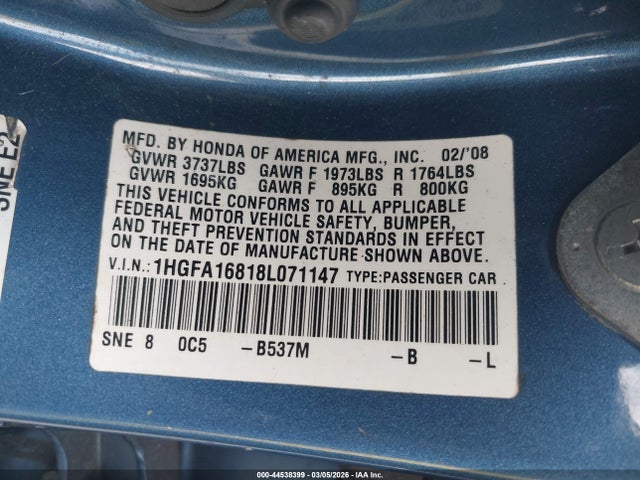 SNE E2
MFD. BY HONDA OF AMERICA MFG., INC. 02/'08
GVWR 3737LBS GAWR F 1973LBS R 1764LBS
GVWR 1695KG GAWR F 895KG R 800KG
THIS VEHICLE CONFORMS TO ALL APPLICABLE
FEDERAL MOTOR VEHICLE SAFETY, BUMPER,
AND THEFT PREVENTION STANDARDS IN EFFECT
ON THE DATE OF MANUFACTURE SHOWN ABOVE.
V.I.N.: 1HGFA16818L071147 TYPE:PASSENGER CAR
SNE 8 0C5 -B537M -B -L
000-44538399 | 03/05/2026 - © IAA, Inc.